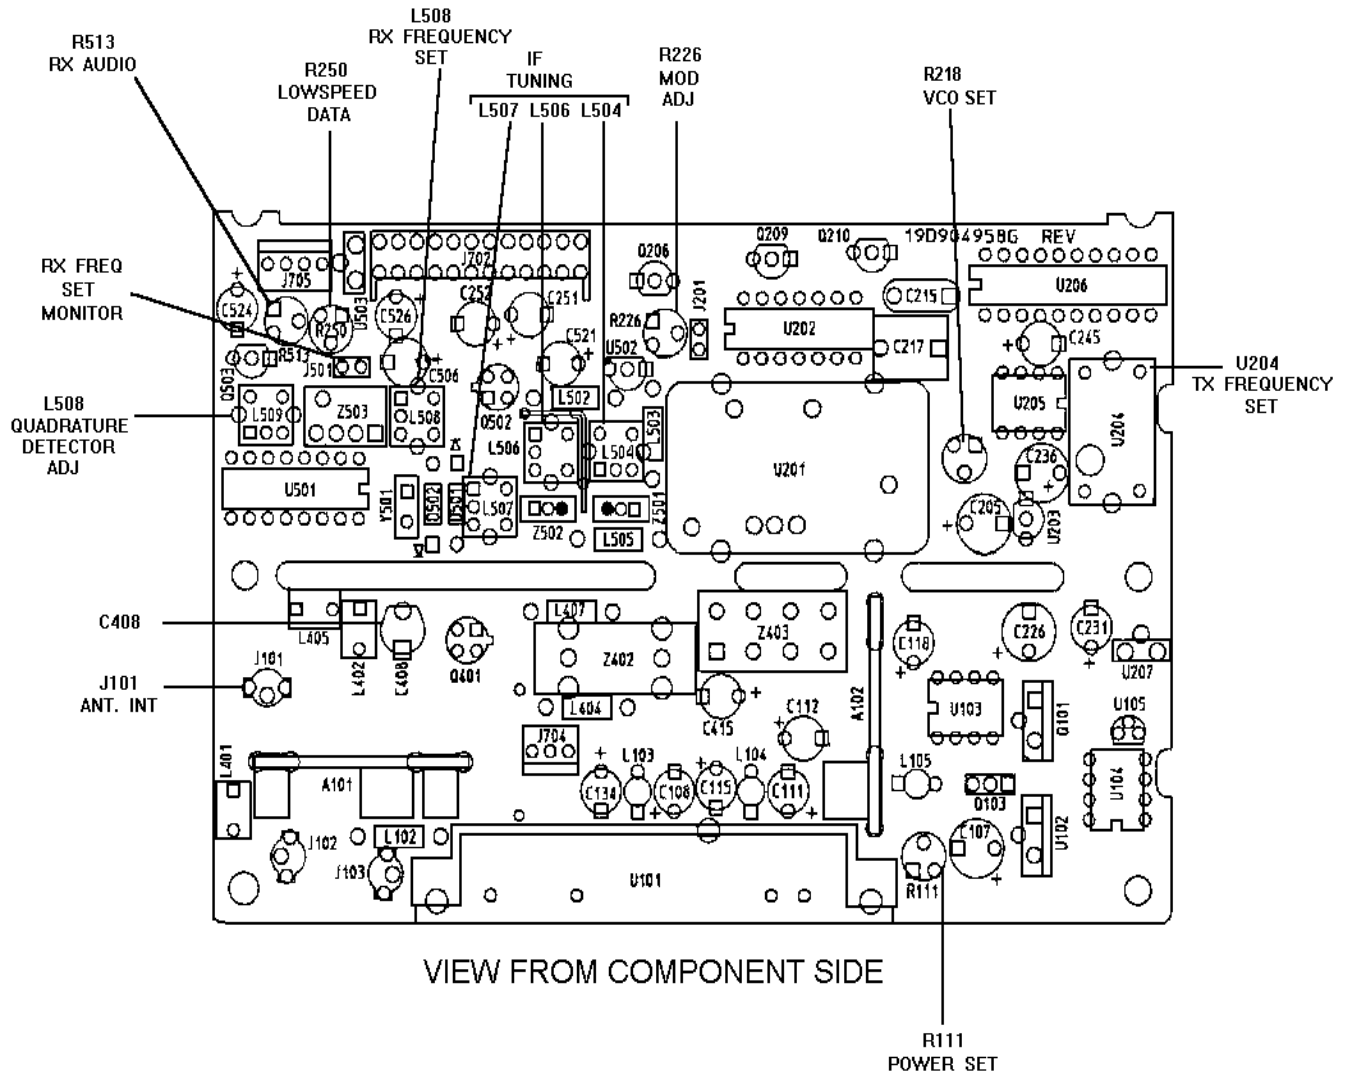 L508
RX FREQUENCY
SET
R513
RX AUDIO
R250
LOWSPEED
DATA
IF
TUNING
L507 L506 L504
R226
MOD
ADJ
R218
VCO SET
RX FREQ
SET
MONITOR
U204
TX FREQUENCY
SET
L508
QUADRATURE
DETECTOR
ADJ
C408
J101
ANT. INT
R111
POWER SET
19D904958G REV
Q209
Q210
Q206
J705
J702
U503
C524
C526
C252
C251
R250
R513
J501
C506
C521
U502
R226
J201
U202
C215
C217
U206
C245
Q503
L509
Z503
L508
Q502
L502
L506
L504
L503
U201
U205
U204
C236
C205
U203
U501
Y501
D502
D501
L507
Z502
Z501
L505
L405
L402
C408
Q401
L407
Z402
Z403
L404
C415
C112
A102
C118
C226
C231
U207
U103
Q101
U105
J101
J704
L401
A101
C134
L103
C108
C115
L104
C111
L105
Q103
U104
U102
J102
L102
J103
U101
R111
C107
VIEW FROM COMPONENT SIDE